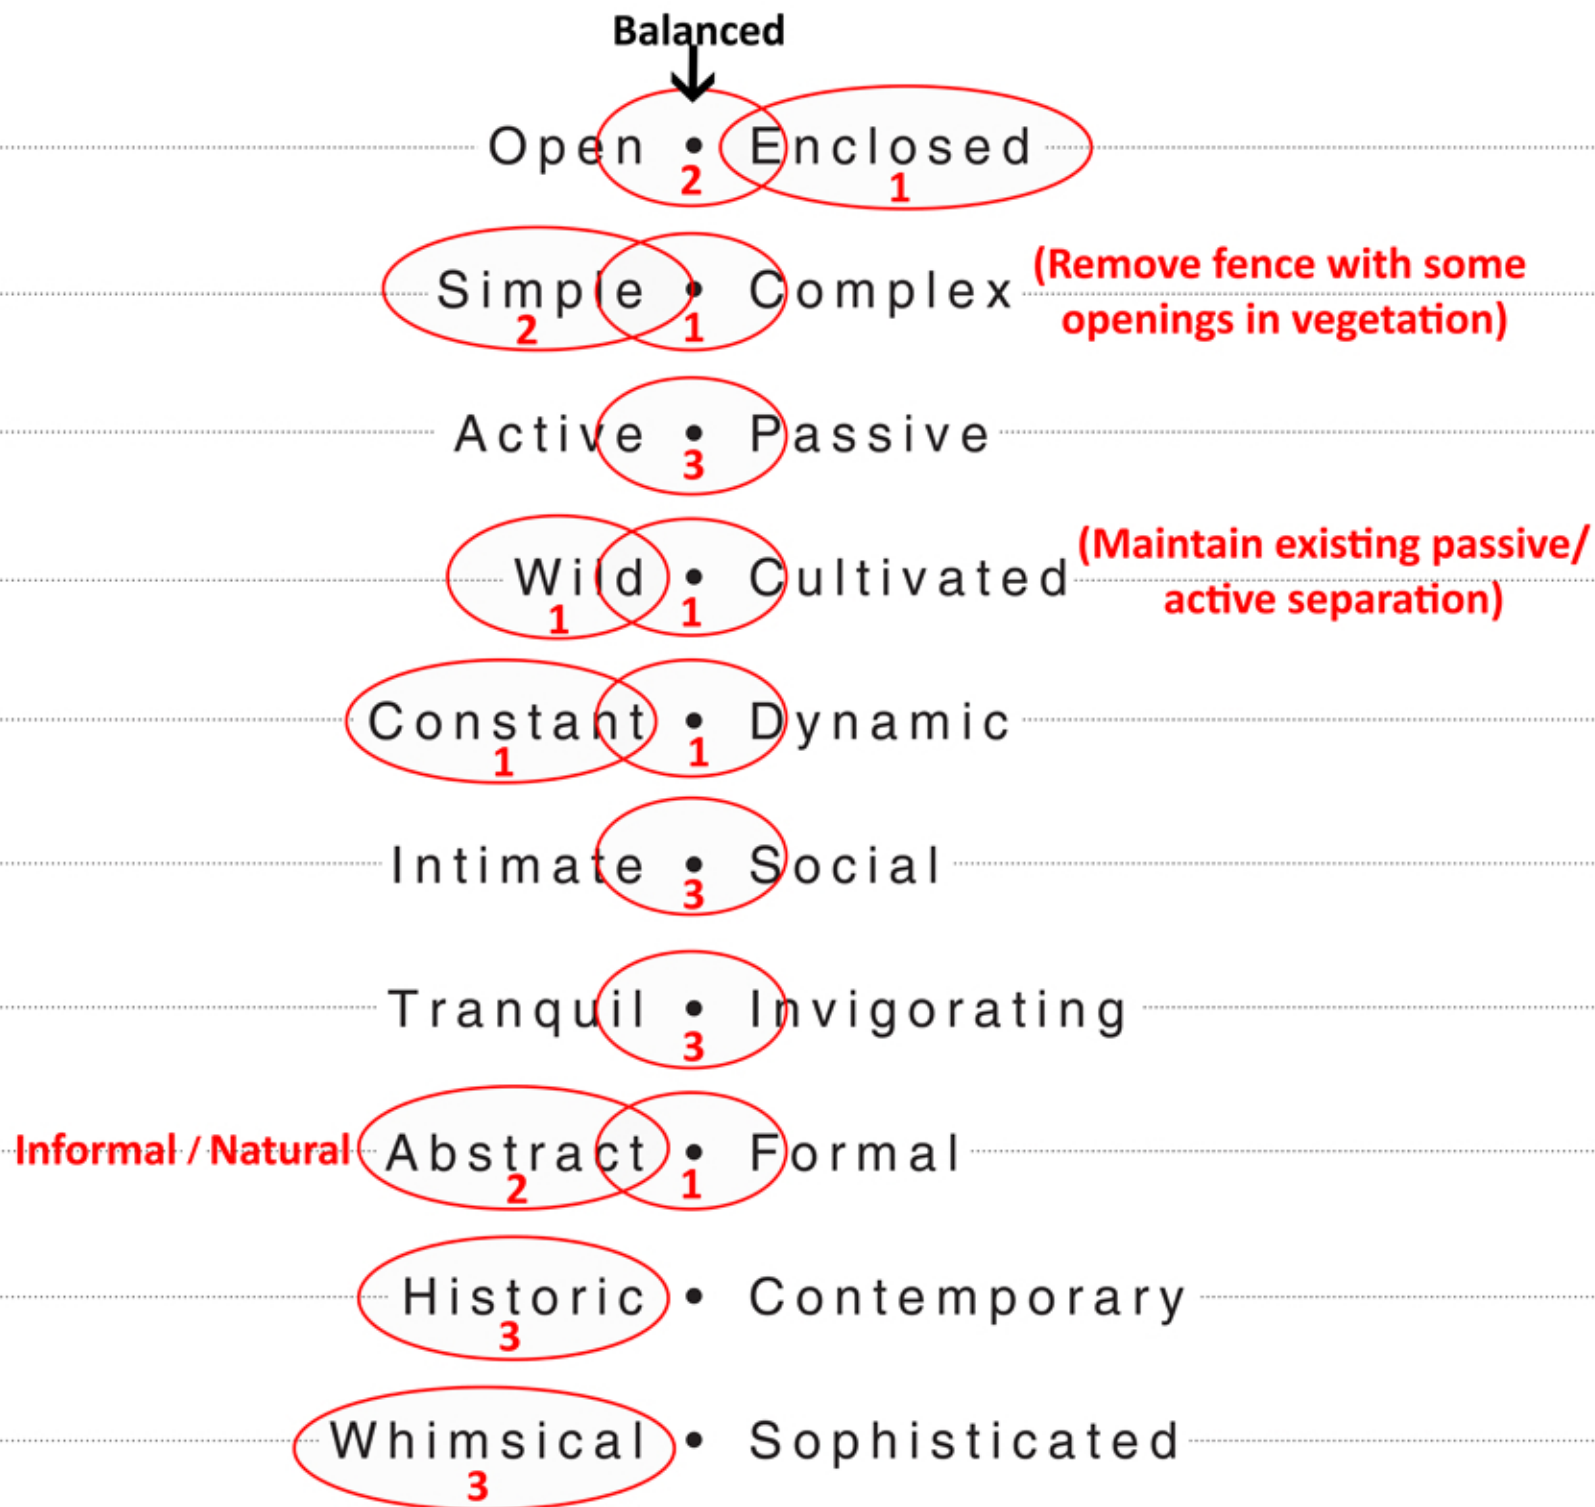 Balanced
Open • Enclosed
2 1
Simple • Complex (Remove fence with some
2 1 openings in vegetation)
Active • Passive
3
Wild • Cultivated (Maintain existing passive/
1 1 active separation)
Constant • Dynamic
1 1
Intimate • Social
3
Tranquil • Invigorating
3
Informal / Natural Abstract • Formal
2 1
Historic • Contemporary
3
Whimsical • Sophisticated
3